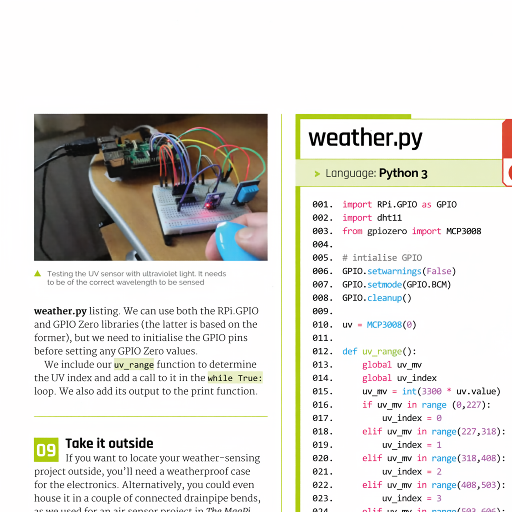 Testing the UV sensor with ultraviolet light. It needs
to be of the correct wavelength to be sensed
weather.py listing. We can use both the RPi.GPIO
and GPIO Zero libraries (the latter is based on the
former), but we need to initialise the GPIO pins
before setting any GPIO Zero values.
We include our uv_range function to determine
the UV index and add a call to it in the while True:
loop. We also add its output to the print function.
09 Take it outside
If you want to locate your weather-sensing
project outside, you'll need a weatherproof case
for the electronics. Alternatively, you could even
house it in a couple of connected drainpipe bends,
as we used for an air sensor project in The MagPi
weather.py
> Language: Python 3
001. import RPi.GPIO as GPIO
002. import dht11
003. from gpiozero import MCP3008
004.
005. # intialise GPIO
006. GPIO.setwarnings(False)
007. GPIO.setmode(GPIO.BCM)
008. GPIO.cleanup()
009.
010. uv = MCP3008(0)
011.
012. def uv_range():
013. global uv_mv
014. global uv_index
015. uv_mv = int(3300 * uv.value)
016. if uv_mv in range (0,227):
017. uv_index = 0
018. elif uv_mv in range(227,318):
019. uv_index = 1
020. elif uv_mv in range(318,408):
021. uv_index = 2
022. elif uv_mv in range(408,503):
023. uv_index = 3
024. elif uv_mv in range(503,606):